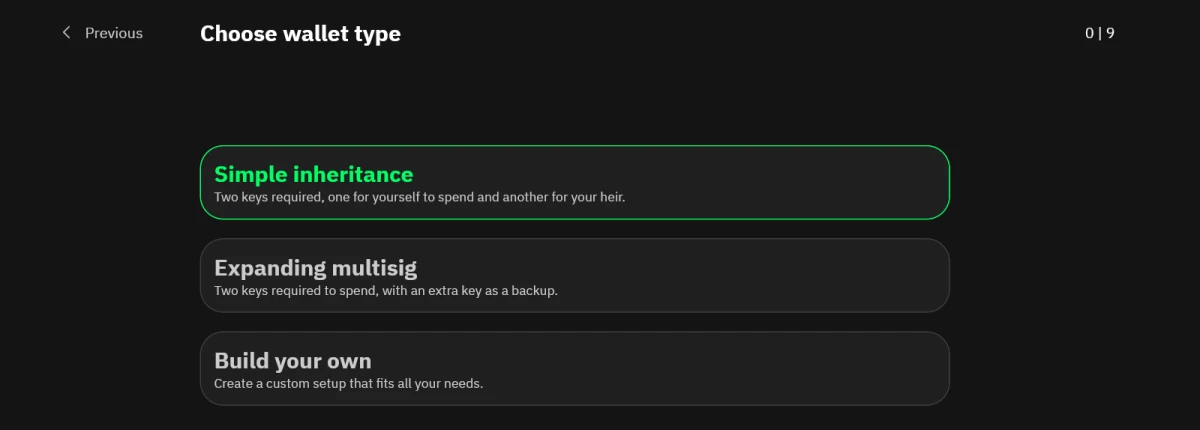 Previous
Choose wallet type
0 | 9
Simple inheritance
Two keys required, one for yourself to spend and another for your heir.
Expanding multisig
Two keys required to spend, with an extra key as a backup.
Build your own
Create a custom setup that fits all your needs.